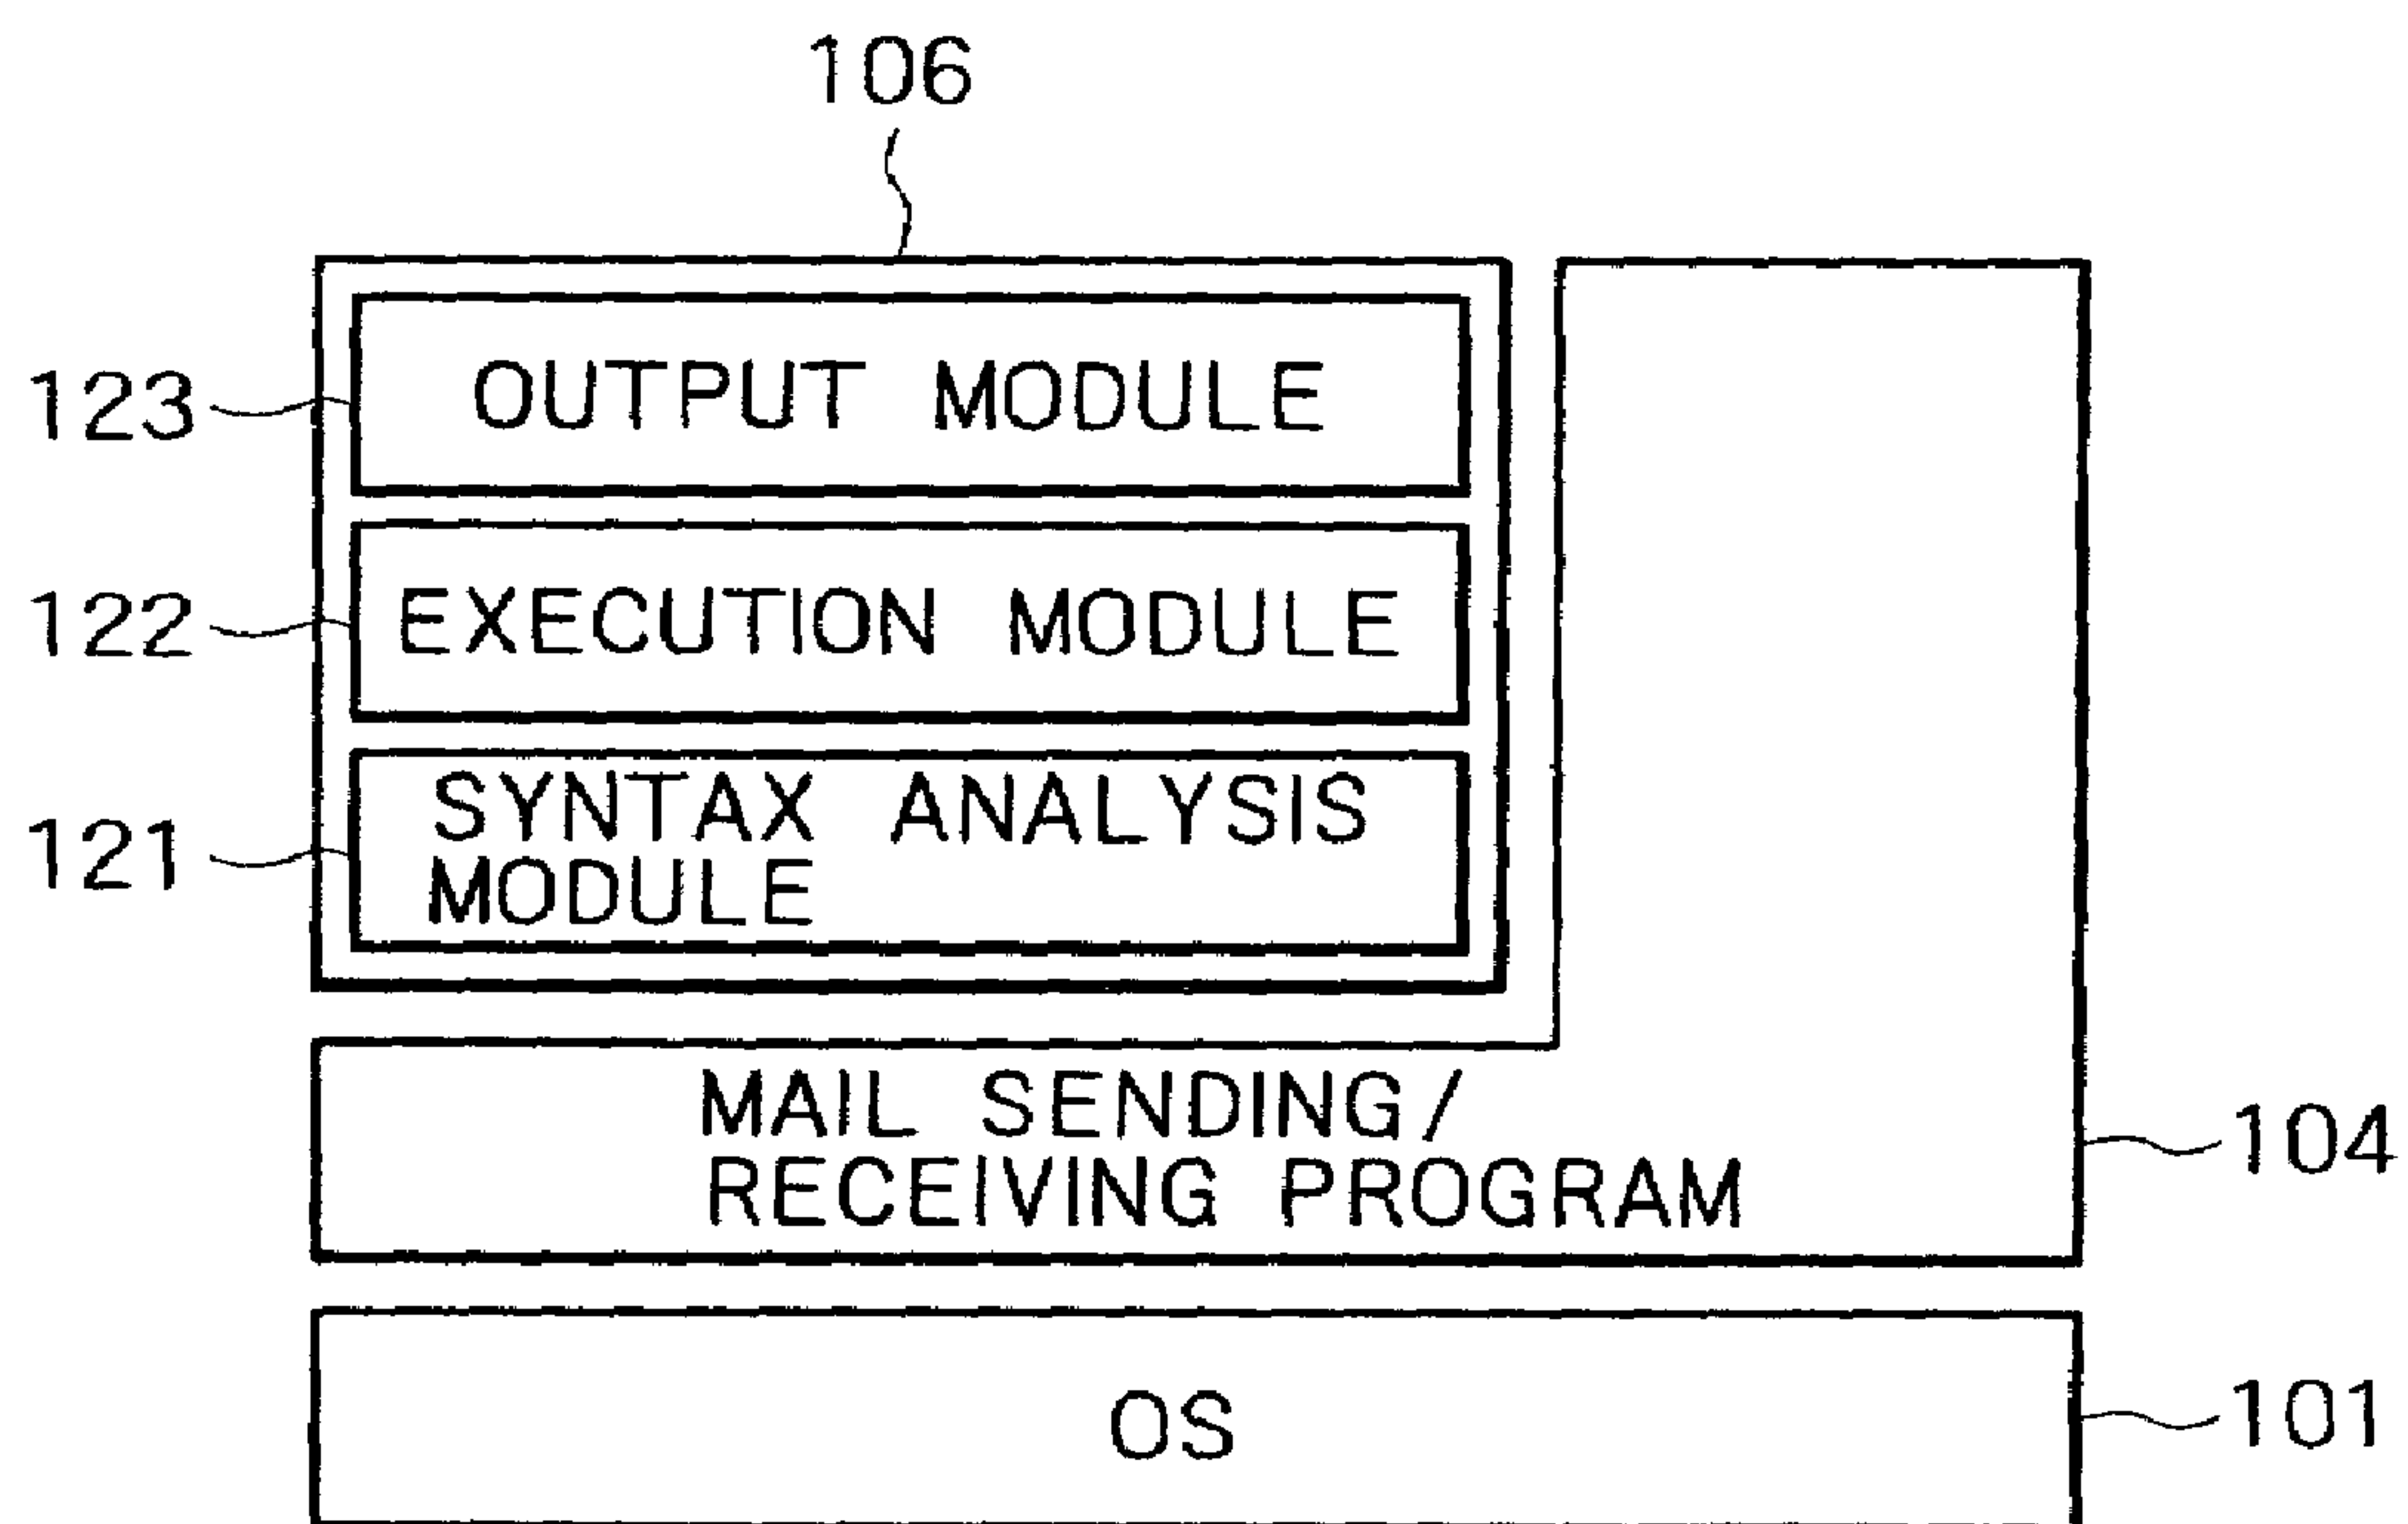 106
123
OUTPUT MODULE
122
EXECUTION MODULE
121
SYNTAX ANALYSIS
MODULE
MAIL SENDING/
RECEIVING PROGRAM
104
OS
101